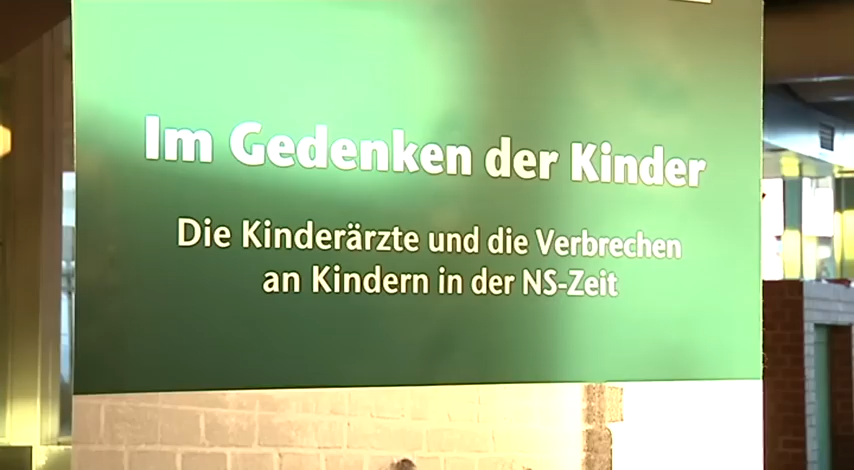 Im Gedenken der Kinder
Die Kinderärzte und die Verbrechen
an Kindern in der NS-Zeit